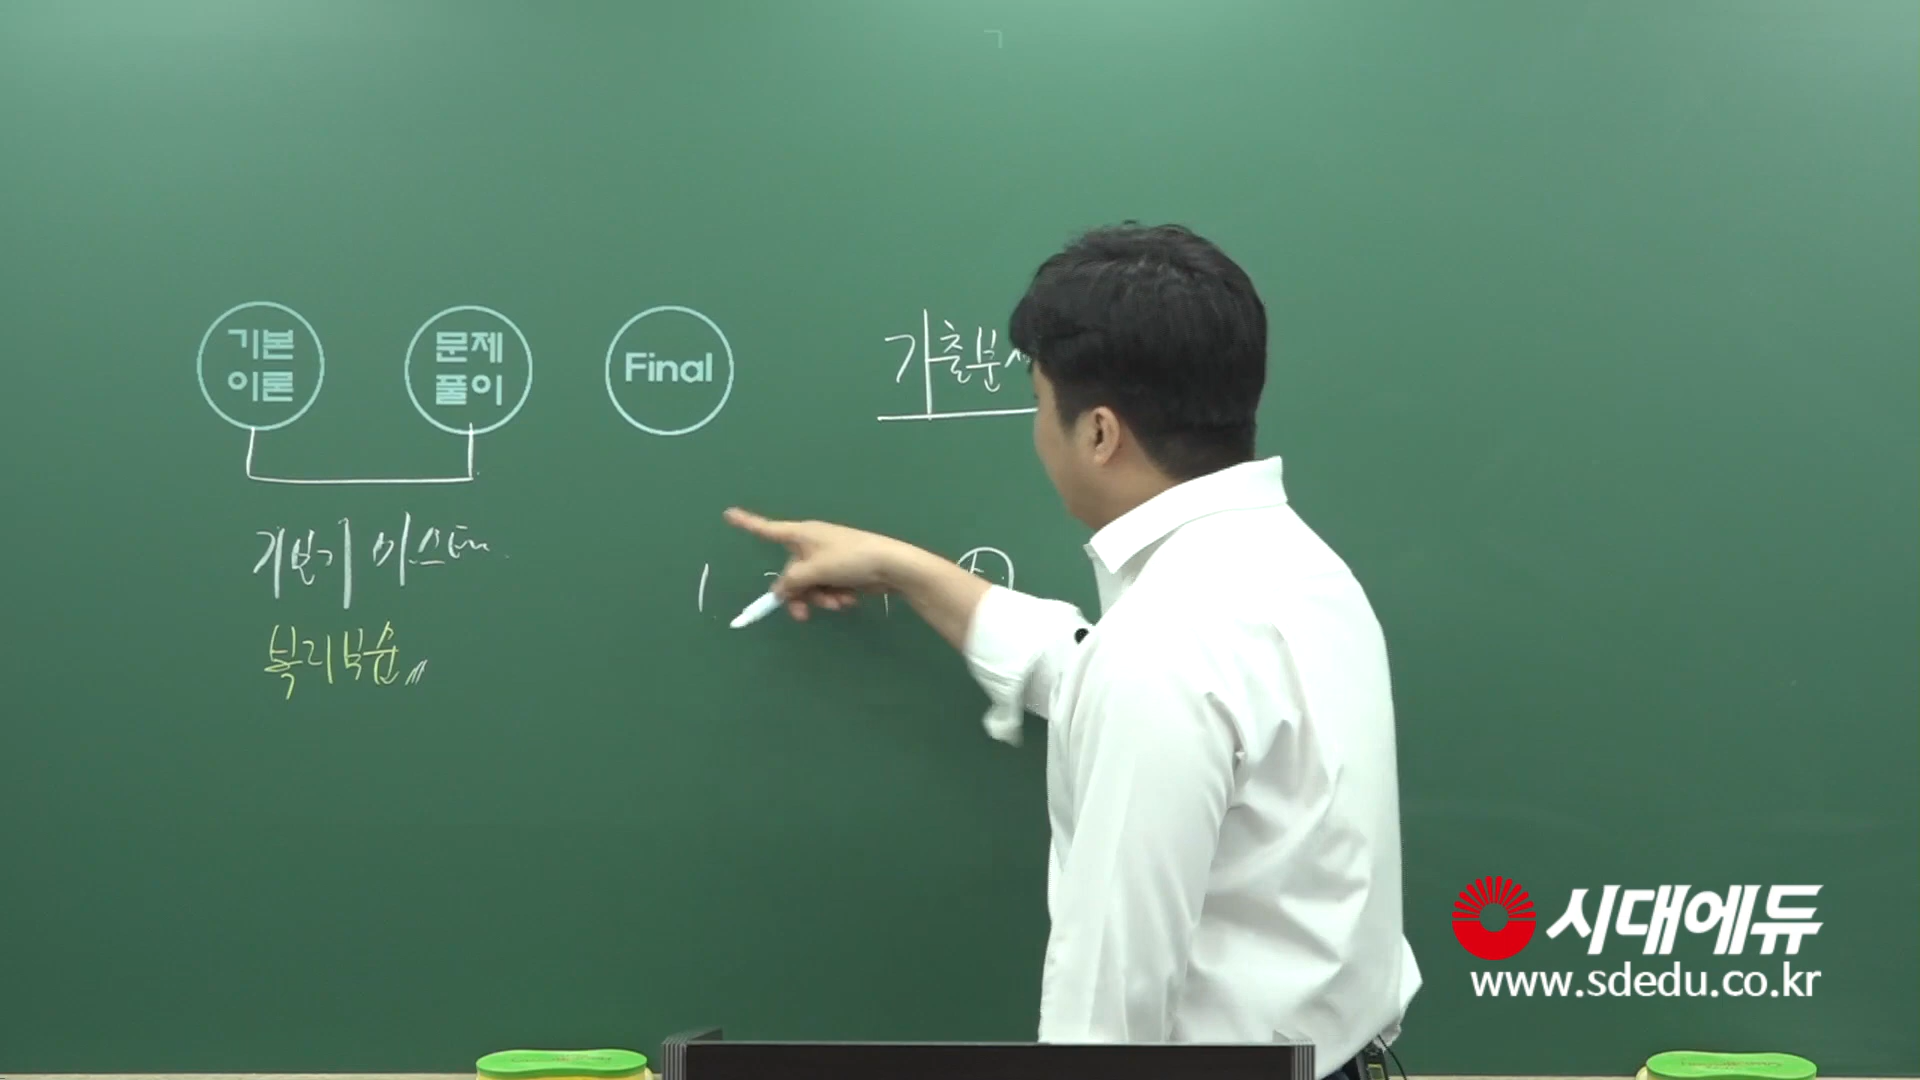 기본
이론
문제
풀이
Final
기출분
기본기 마스터
복리복습
시대에듀
www.sdedu.co.kr